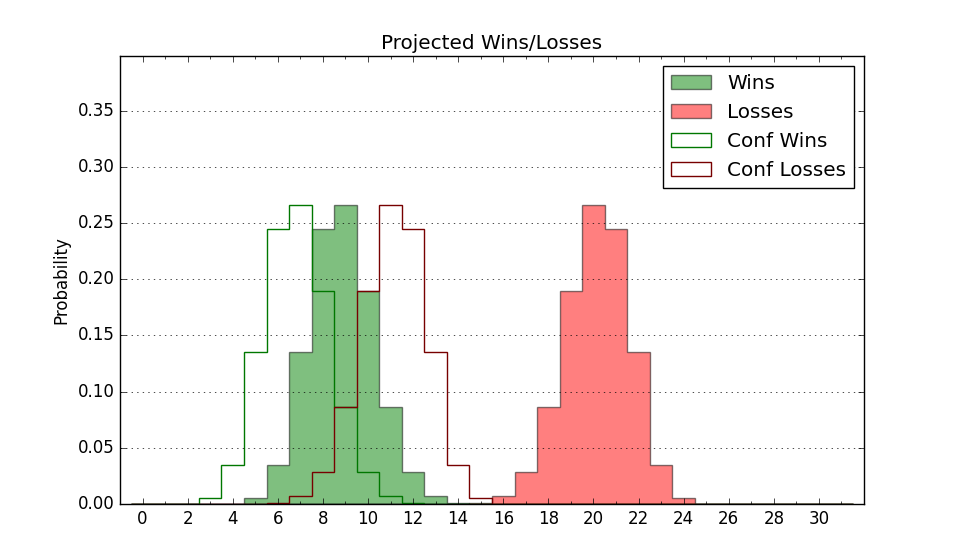 Projected Wins/Losses
Wins
Losses
Conf Wins
Conf Losses
Probability
0.35
0.30
0.25
0.20
0.15
0.10
0.05
0.00
0 2 4 6 8 10 12 14 16 18 20 22 24 26 28 30